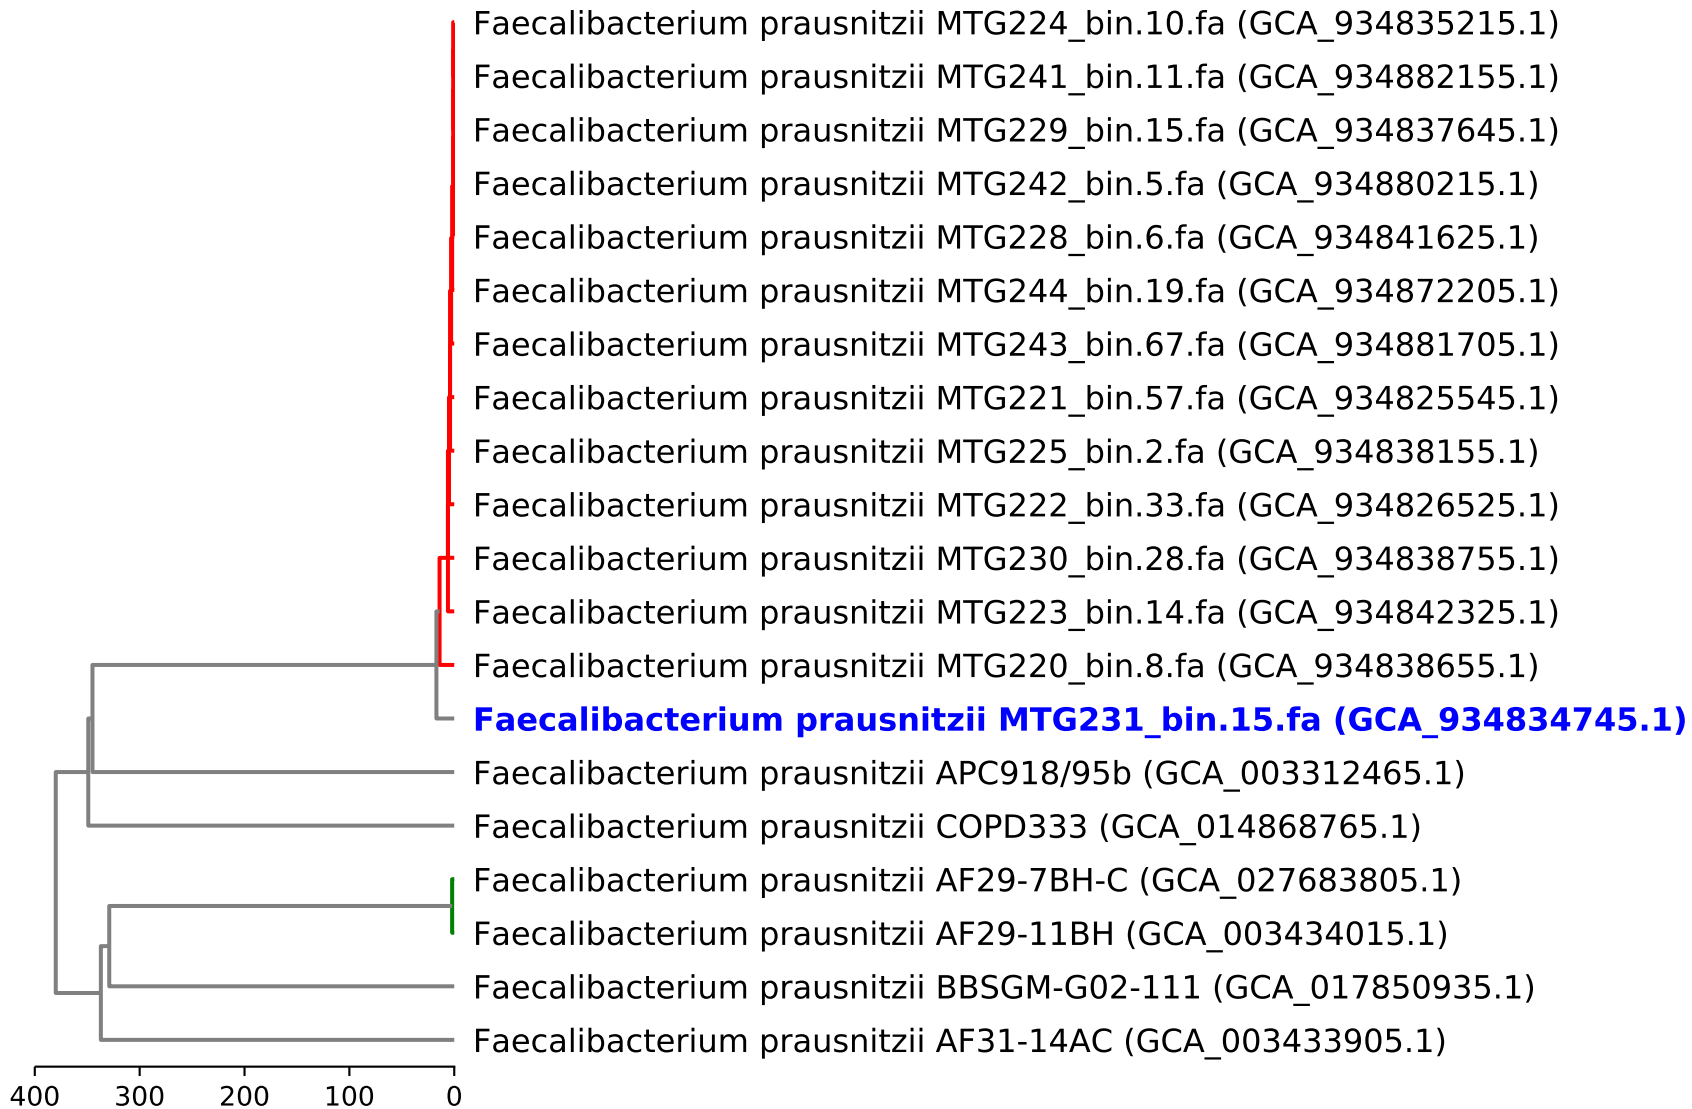 Faecalibacterium prausnitzii MTG224_bin.10.fa (GCA_934835215.1)
Faecalibacterium prausnitzii MTG241_bin.11.fa (GCA_934882155.1)
Faecalibacterium prausnitzii MTG229_bin.15.fa (GCA_934837645.1)
Faecalibacterium prausnitzii MTG242_bin.5.fa (GCA_934880215.1)
Faecalibacterium prausnitzii MTG228_bin.6.fa (GCA_934841625.1)
Faecalibacterium prausnitzii MTG244_bin.19.fa (GCA_934872205.1)
Faecalibacterium prausnitzii MTG243_bin.67.fa (GCA_934881705.1)
Faecalibacterium prausnitzii MTG221_bin.57.fa (GCA_934825545.1)
Faecalibacterium prausnitzii MTG225_bin.2.fa (GCA_934838155.1)
Faecalibacterium prausnitzii MTG222_bin.33.fa (GCA_934826525.1)
Faecalibacterium prausnitzii MTG230_bin.28.fa (GCA_934838755.1)
Faecalibacterium prausnitzii MTG223_bin.14.fa (GCA_934842325.1)
Faecalibacterium prausnitzii MTG220_bin.8.fa (GCA_934838655.1)
Faecalibacterium prausnitzii MTG231_bin.15.fa (GCA_934834745.1)
Faecalibacterium prausnitzii APC918/95b (GCA_003312465.1)
Faecalibacterium prausnitzii COPD333 (GCA_014868765.1)
Faecalibacterium prausnitzii AF29-7BH-C (GCA_027683805.1)
Faecalibacterium prausnitzii AF29-11BH (GCA_003434015.1)
Faecalibacterium prausnitzii BBSGM-G02-111 (GCA_017850935.1)
Faecalibacterium prausnitzii AF31-14AC (GCA_003433905.1)
400 300 200 100 0